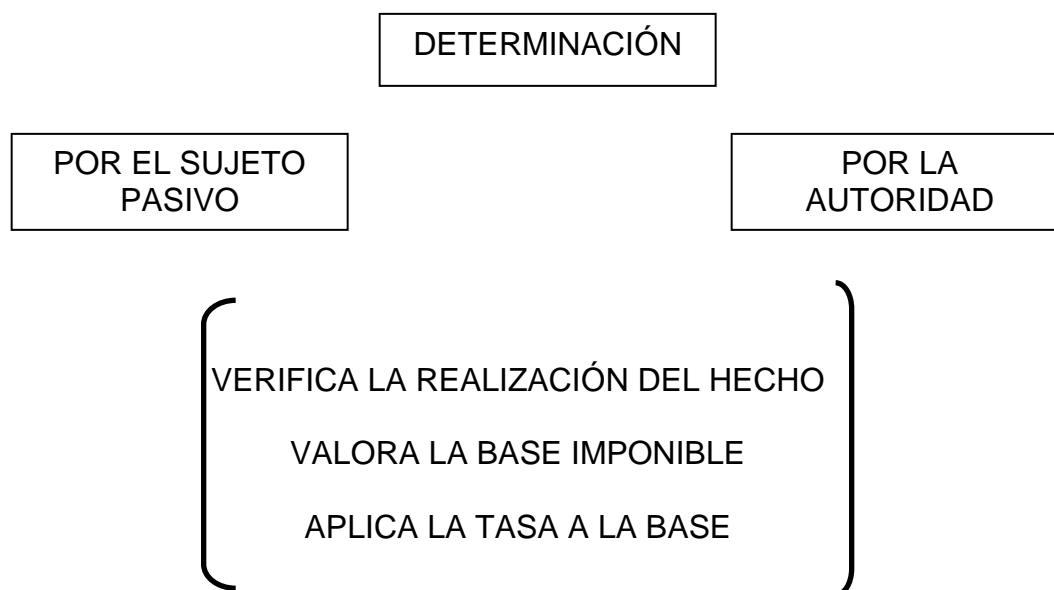 DETERMINACIÓN
POR EL SUJETO
PASIVO
POR LA
AUTORIDAD
VERIFICA LA REALIZACIÓN DEL HECHO
VALORA LA BASE IMPONIBLE
APLICA LA TASA A LA BASE